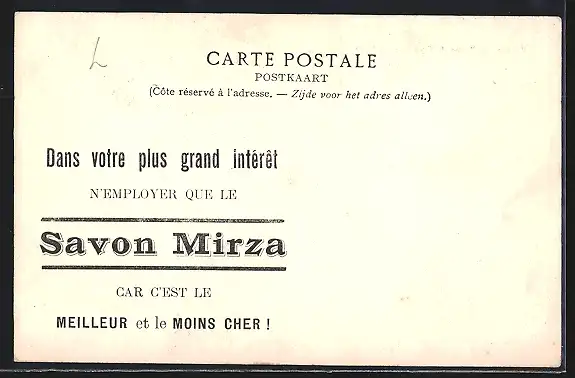 L
CARTE POSTALE
POSTKAART
(Côte réservé à l'adresse. — Zijde voor het adres alleen.)
Dans votre plus grand intérêt
N'EMPLOYER QUE LE
Savon Mirza
CAR C'EST LE
MEILLEUR et le MOINS CHER !